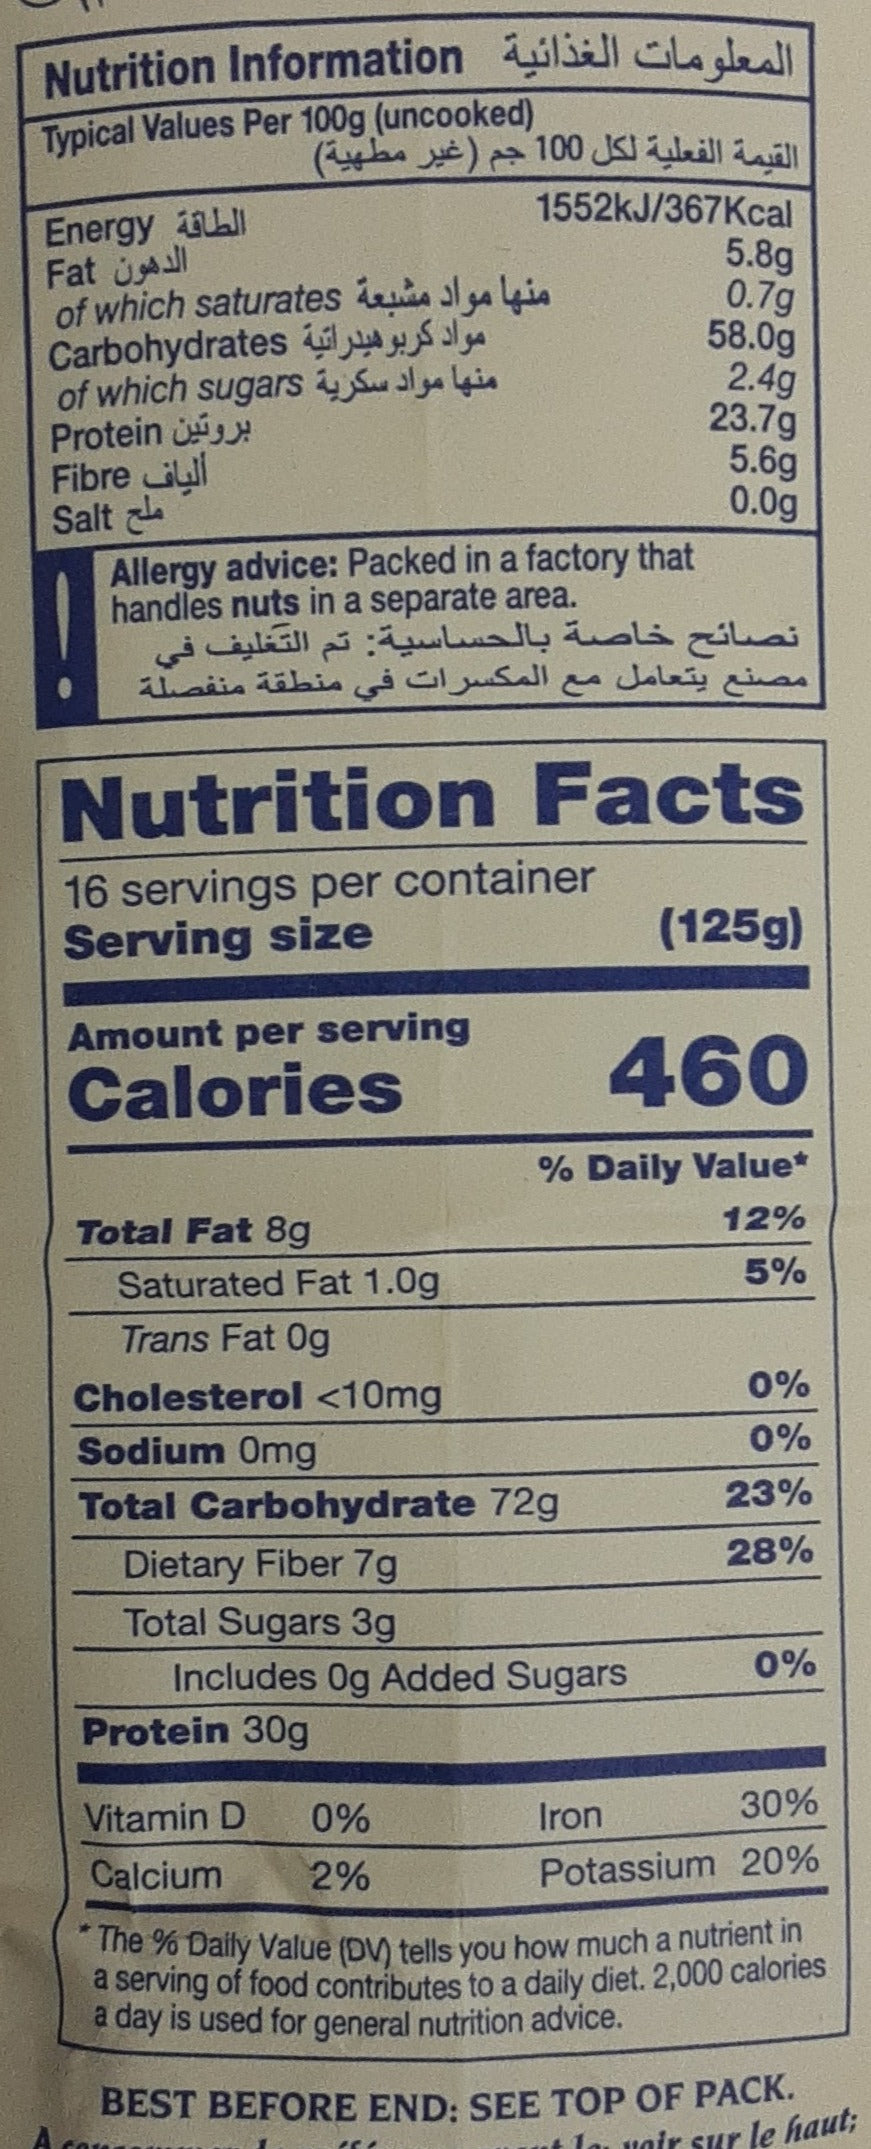 Nutrition Information المعلومات الغذائية
Typical Values Per 100g (uncooked)
القيمة الفعلية لكل 100 جم (غير مطهية)
Energy الطاقة 1552kJ/367Kcal
Fat الدهون 5.8g
of which saturates منها مواد مشبعة 0.7g
Carbohydrates مواد كربوهيدراتية 58.0g
of which sugars منها مواد سكرية 2.4g
Protein بروتين 23.7g
Fibre ألياف 5.6g
Salt ملح 0.0g
! Allergy advice: Packed in a factory that
handles nuts in a separate area.
نصائح خاصة بالحساسية: تم التغليف في
مصنع يتعامل مع المكسرات في منطقة منفصلة
Nutrition Facts
16 servings per container
Serving size (125g)
Amount per serving
Calories 460
% Daily Value*
Total Fat 8g 12%
Saturated Fat 1.0g 5%
Trans Fat 0g
Cholesterol <10mg 0%
Sodium 0mg 0%
Total Carbohydrate 72g 23%
Dietary Fiber 7g 28%
Total Sugars 3g
Includes 0g Added Sugars 0%
Protein 30g
Vitamin D 0% Iron 30%
Calcium 2% Potassium 20%
* The % Daily Value (DV) tells you how much a nutrient in
a serving of food contributes to a daily diet. 2,000 calories
a day is used for general nutrition advice.
BEST BEFORE END: SEE TOP OF PACK.
voir sur le haut;